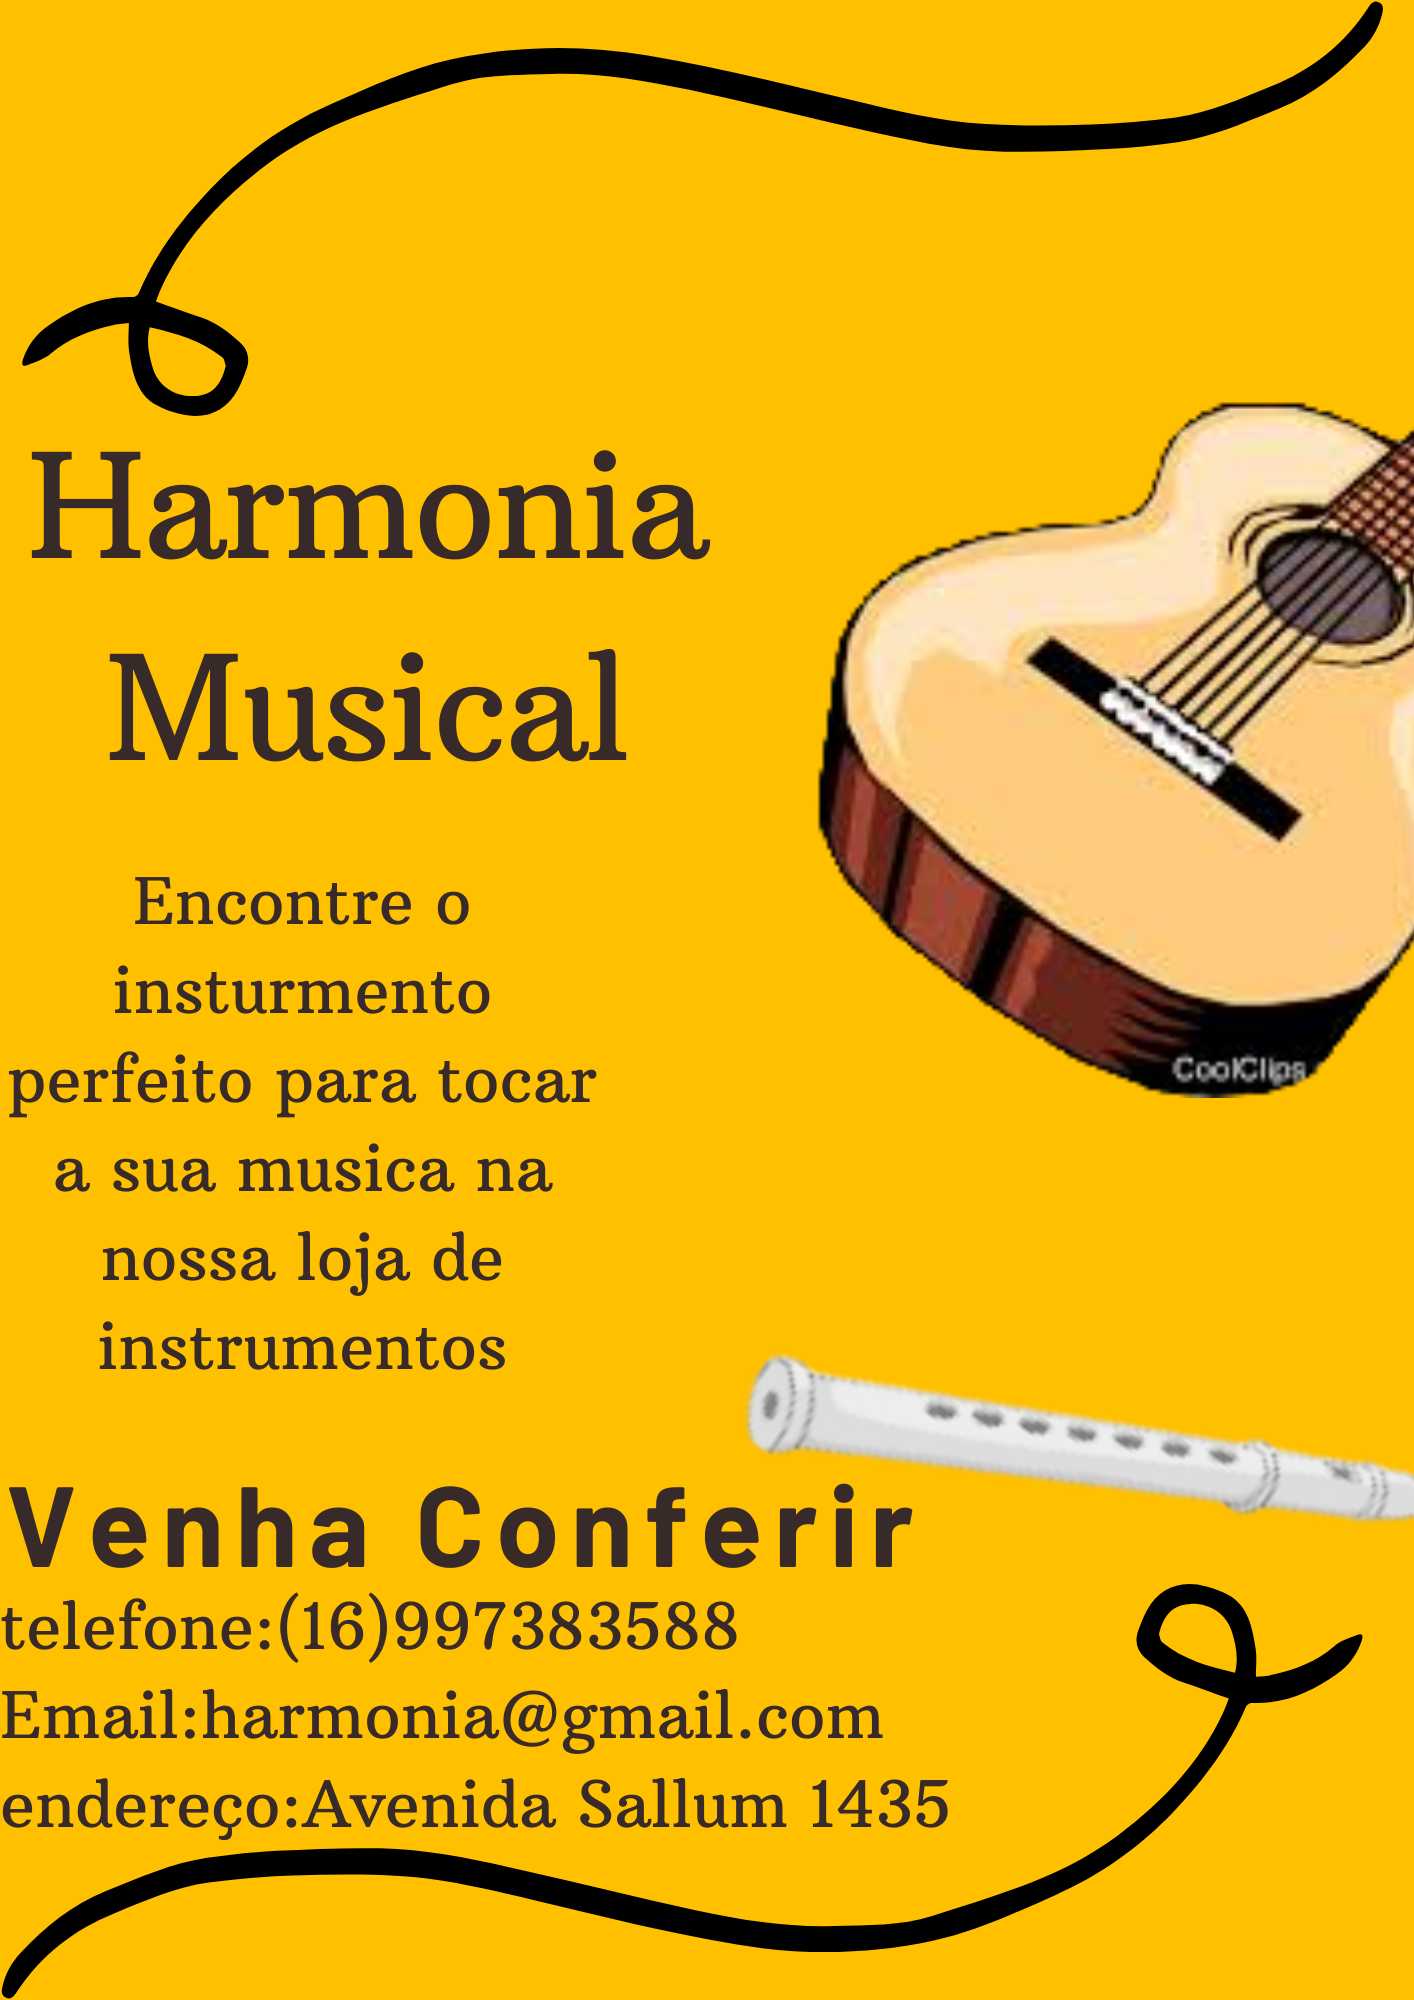 Harmonia
Musical
Encontre o
insturmento
perfeito para tocar
a sua musica na
nossa loja de
instrumentos
CoolClips
Venha Conferir
telefone:(16)997383588
Email:harmonia@gmail.com
endereço:Avenida Sallum 1435